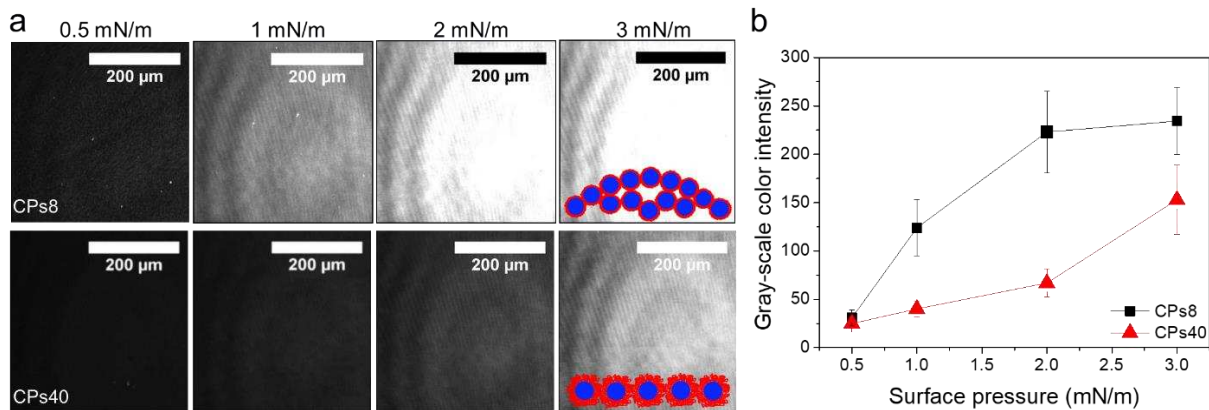 a
0.5 mN/m 1 mN/m 2 mN/m 3 mN/m
200 µm 200 µm 200 µm 200 µm
CPs8
200 µm 200 µm 200 µm 200 µm
CPs40
b
Gray-scale color intensity
300
250
200
150
100
50
0
CPs8
CPs40
0.5 1.0 1.5 2.0 2.5 3.0
Surface pressure (mN/m)